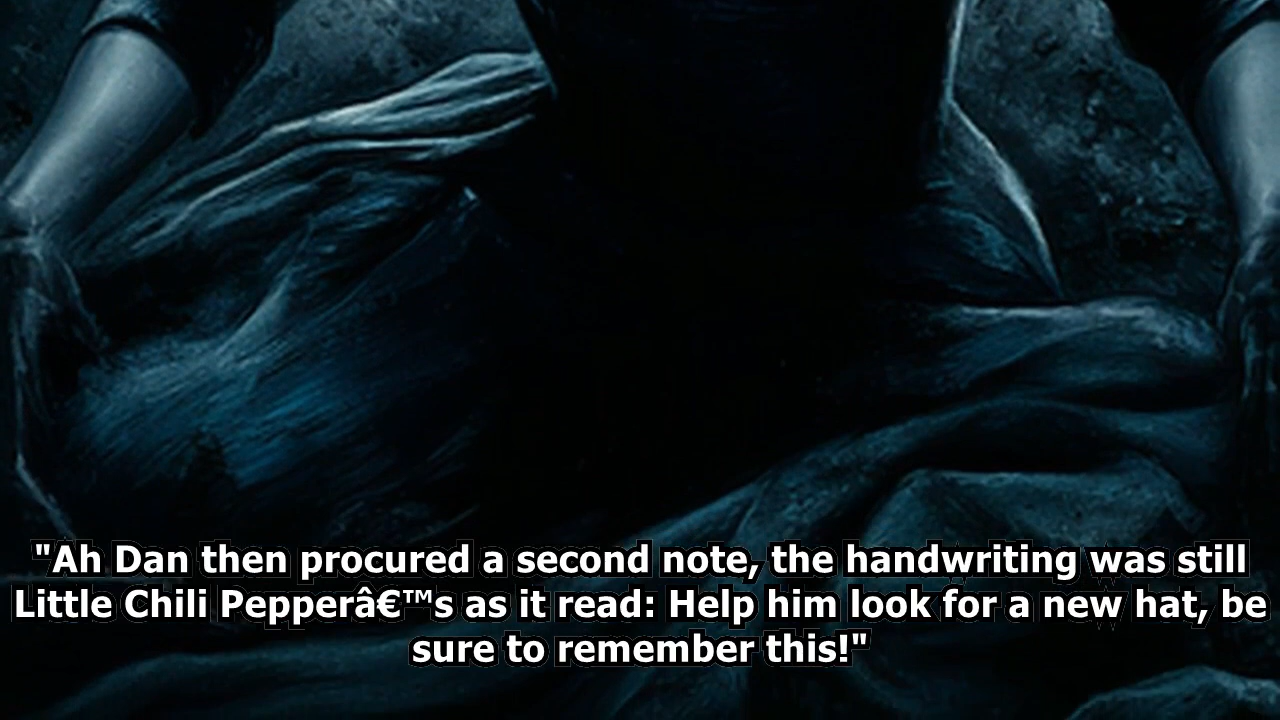 "Ah Dan then procured a second note, the handwriting was still
Little Chili Pepperâ€™s as it read: Help him look for a new hat, be
sure to remember this!"